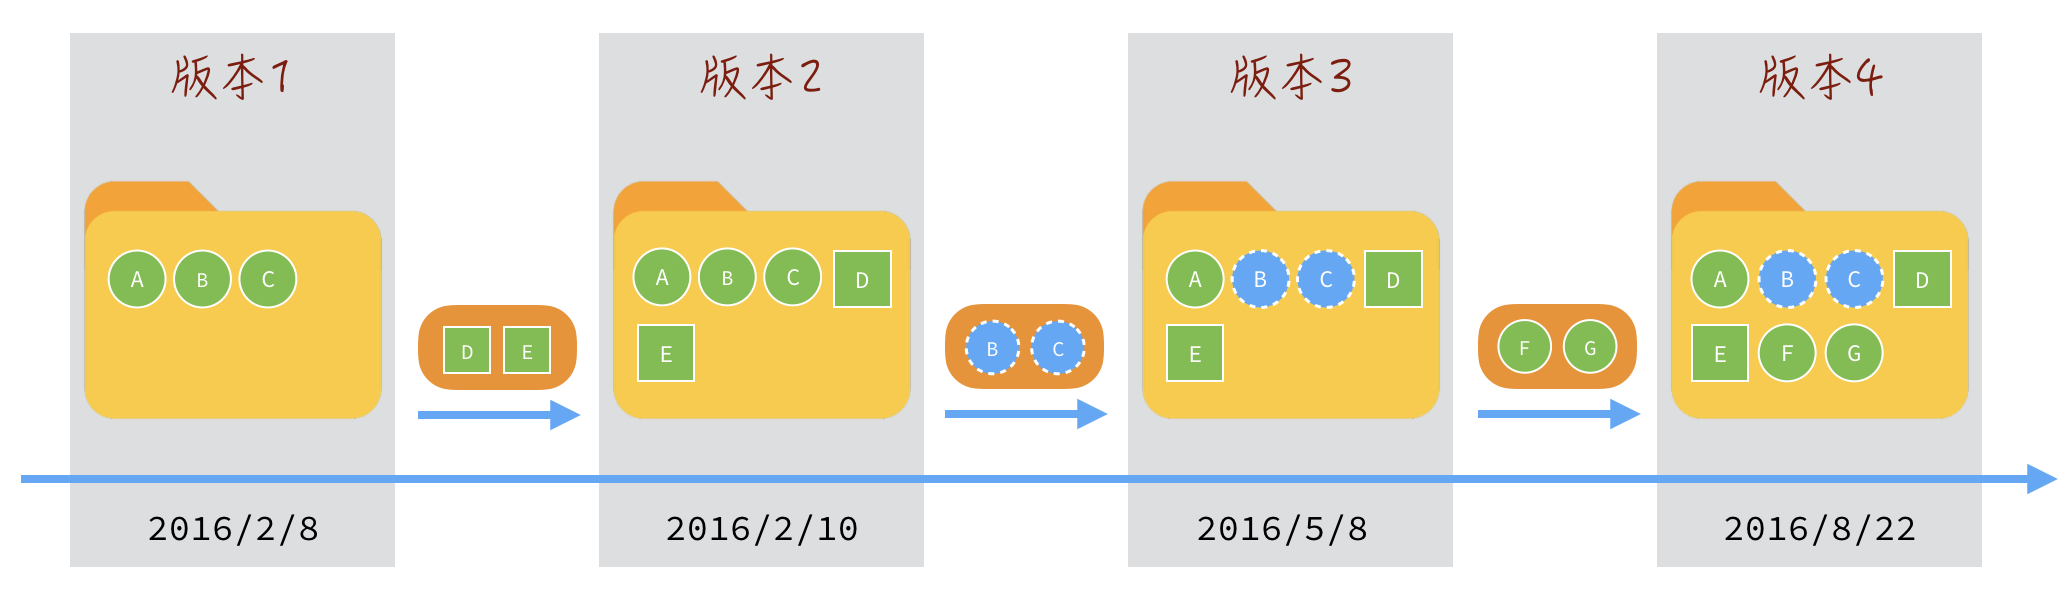 版本1
版本2
版本3
版本4
A B C
A B C D
A B C D
A B C D
D E
E
B C
E
F G
E F G
2016/2/8
2016/2/10
2016/5/8
2016/8/22